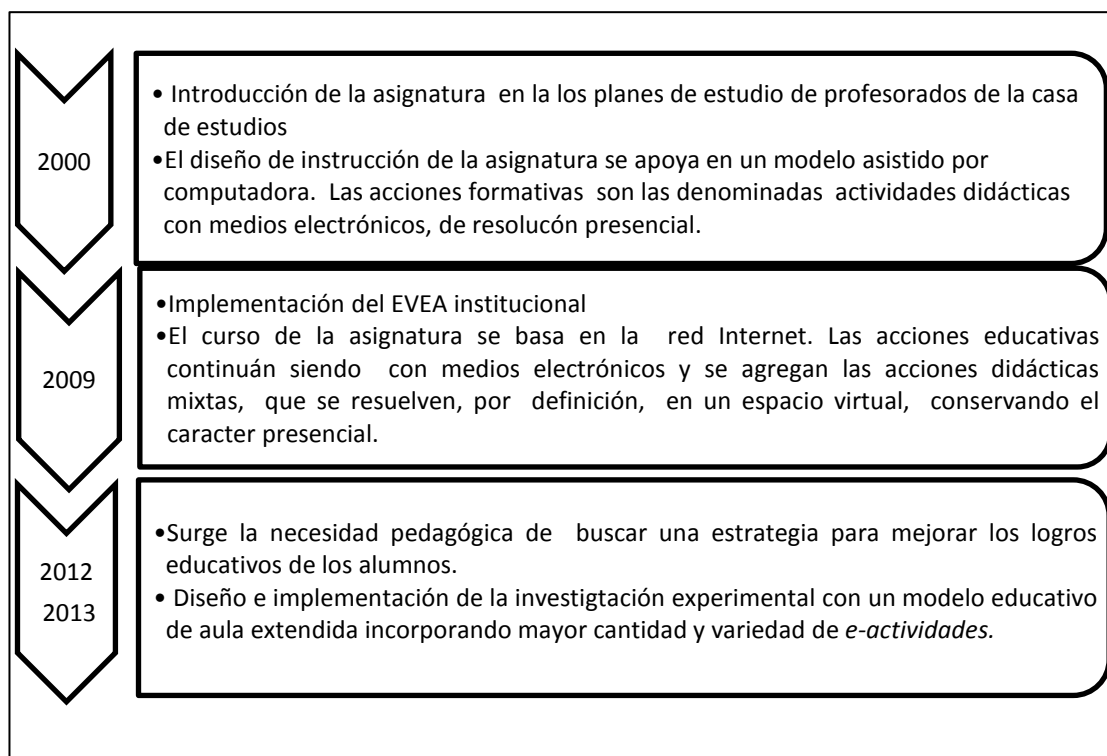 2000
• Introducción de la asignatura en la los planes de estudio de profesorados de la casa
de estudios
•El diseño de instrucción de la asignatura se apoya en un modelo asistido por
computadora. Las acciones formativas son las denominadas actividades didácticas
con medios electrónicos, de resolucón presencial.
2009
•Implementación del EVEA institucional
•El curso de la asignatura se basa en la red Internet. Las acciones educativas
continuán siendo con medios electrónicos y se agregan las acciones didácticas
mixtas, que se resuelven, por definición, en un espacio virtual, conservando el
caracter presencial.
2012
2013
•Surge la necesidad pedagógica de buscar una estrategia para mejorar los logros
educativos de los alumnos.
• Diseño e implementación de la investigtación experimental con un modelo educativo
de aula extendida incorporando mayor cantidad y variedad de e-actividades.